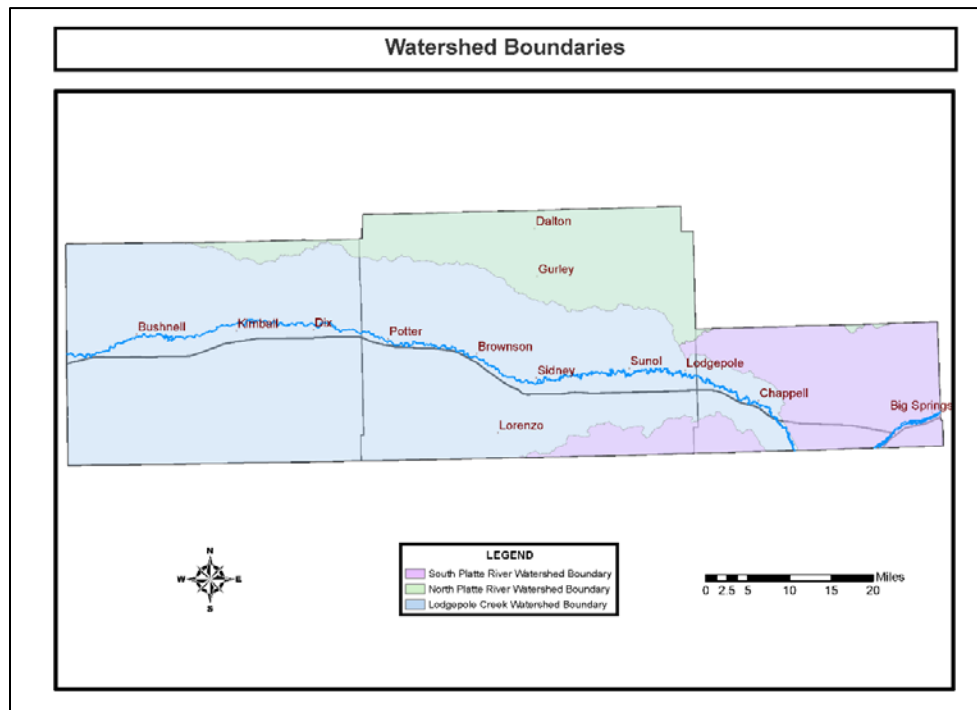 Watershed Boundaries
Dalton
Gurley
Bushnell
Kimball
Dix
Potter
Brownson
Sidney
Sunol
Lodgepole
Chappell
Big Springs
Lorenzo
N
W
E
S
LEGEND
South Platte River Watershed Boundary
North Platte River Watershed Boundary
Lodgepole Creek Watershed Boundary
Miles
0 2.5 5 10 15 20